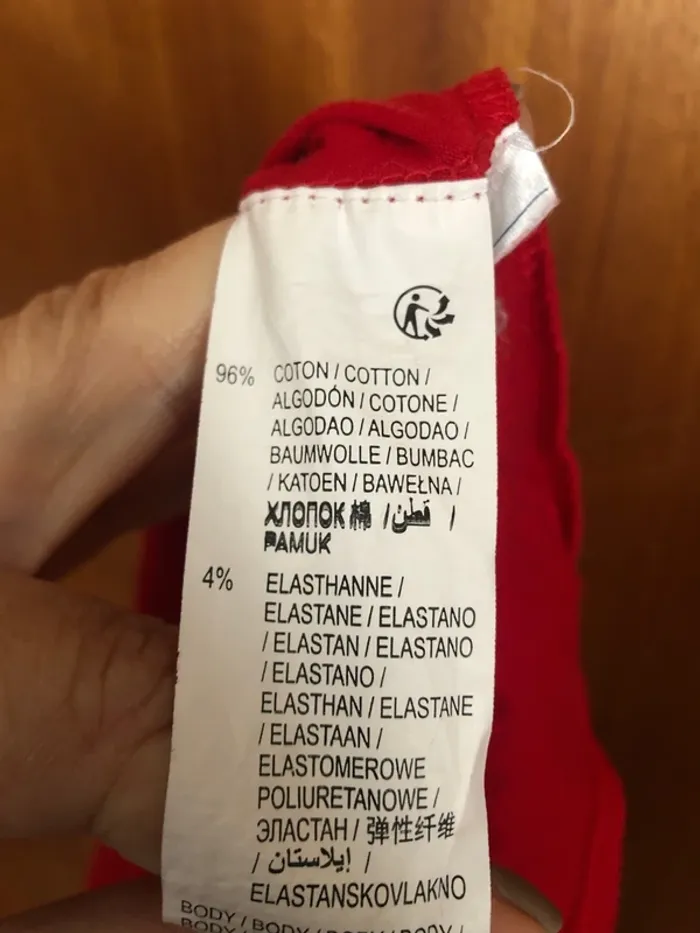 96% COTON / COTTON /
ALGODÓN / COTONE /
ALGODAO / ALGODAO /
BAUMWOLLE / BUMBAC
/ KATOEN / BAWEŁNA /
ХЛОПОК 棉 / قطن /
PAMUK
4% ELASTHANNE /
ELASTANE / ELASTANO
/ ELASTAN / ELASTANO
/ ELASTANO /
ELASTHAN / ELASTANE
/ ELASTAAN /
ELASTOMEROWE
POLIURETANOWE /
ЭЛАСТАН / 弹性纤维
/ إيلاستان /
ELASTANSKOVLAKNO
BODY / BODY /